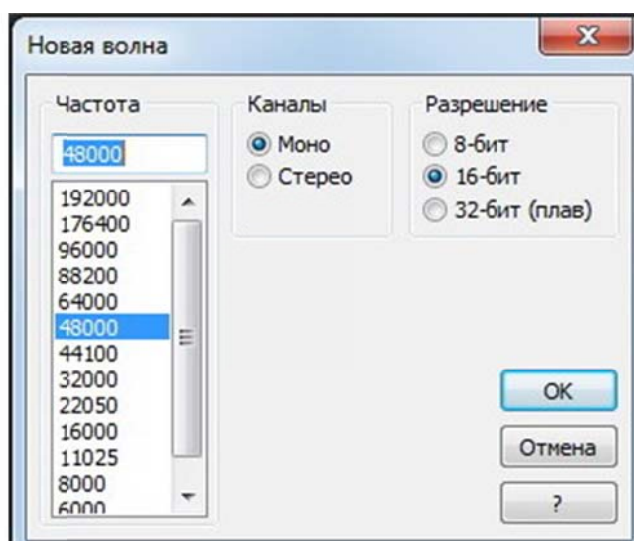 Новая волна
Частота
48000
192000
176400
96000
88200
64000
48000
44100
32000
22050
16000
11025
8000
6000
Каналы
Моно
Стерео
Разрешение
8-бит
16-бит
32-бит (плав)
OK
Отмена
?